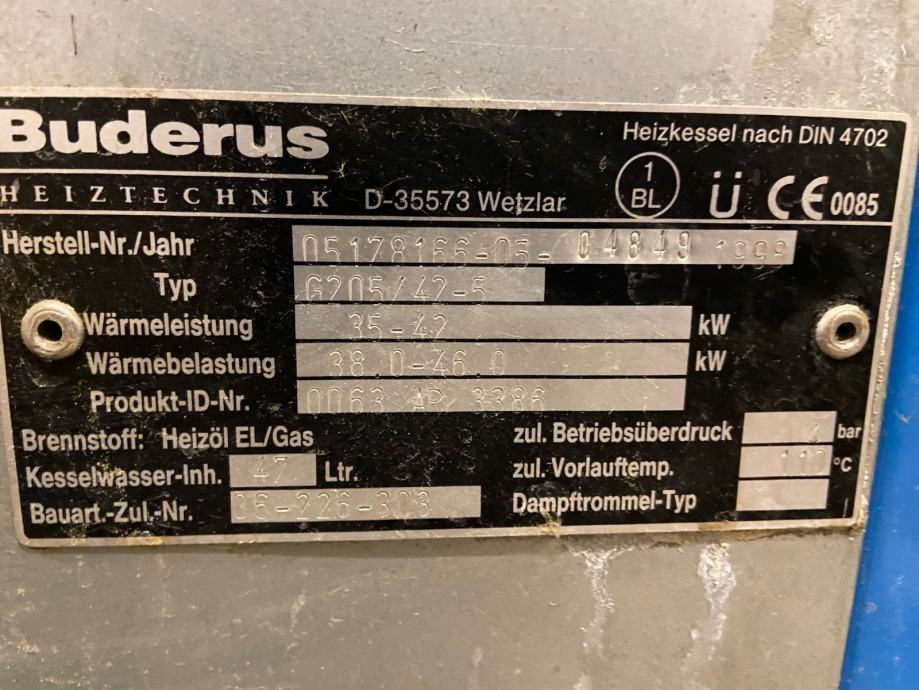 Buderus
HEIZTECHNIK D-35573 Wetzlar
Heizkessel nach DIN 4702
1 BL Ü CE 0085
Herstell-Nr./Jahr 05178166-05- 04849 1998
Typ G205/42-5
Wärmeleistung 35-42 kW
Wärmebelastung 38.0-46.0 kW
Produkt-ID-Nr. 0063 AR 3386
Brennstoff: Heizöl EL/Gas
Kesselwasser-Inh. 47 Ltr.
Bauart.-Zul.-Nr. 06-226-303
zul. Betriebsüberdruck 4 bar
zul. Vorlauftemp. 110 °C
Dampftrommel-Typ